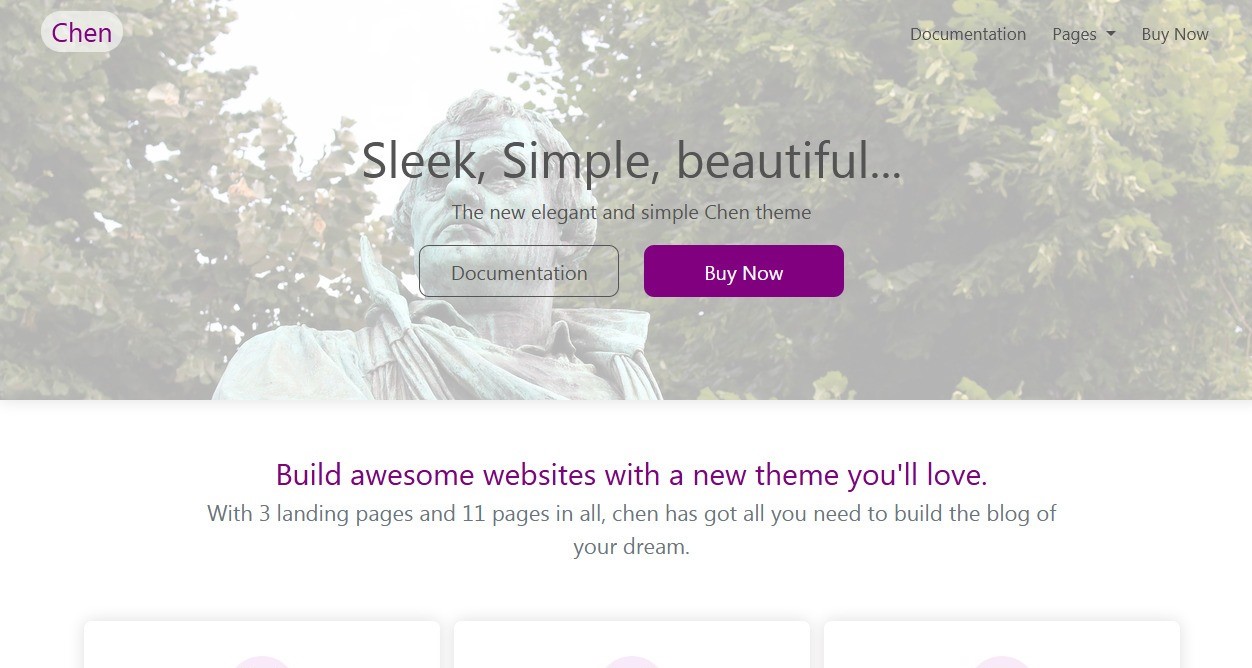 Chen
Documentation
Pages
Buy Now
Sleek, Simple, beautiful...
The new elegant and simple Chen theme
Documentation
Buy Now
Build awesome websites with a new theme you'll love.
With 3 landing pages and 11 pages in all, chen has got all you need to build the blog of
your dream.